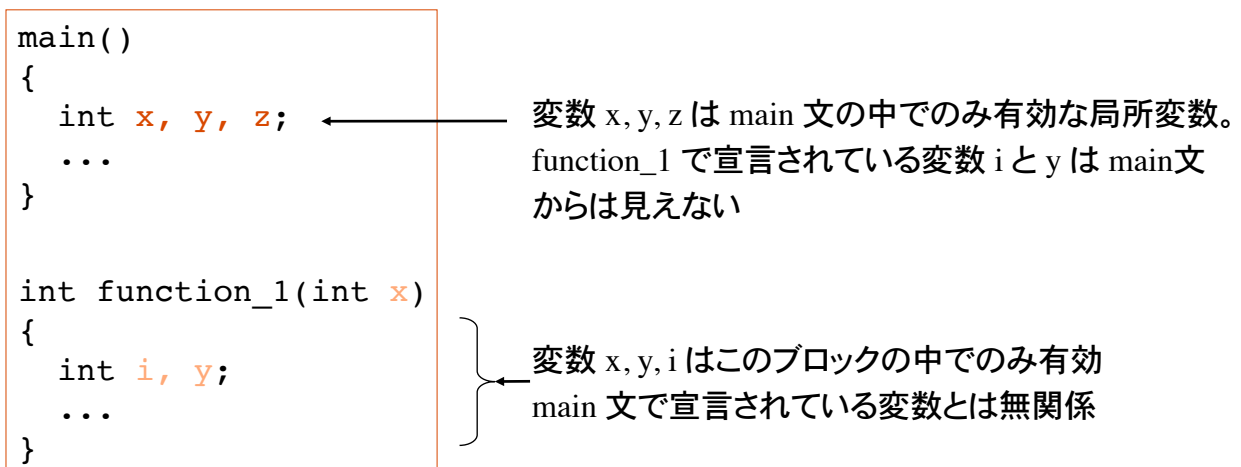 main()
{
int x, y, z;
...
}
変数 x, y, z は main 文の中でのみ有効な局所変数。
function_1 で宣言されている変数 i と y は main文
からは見えない
int function_1(int x)
{
int i, y;
...
}
変数 x, y, i はこのブロックの中でのみ有効
main 文で宣言されている変数とは無関係